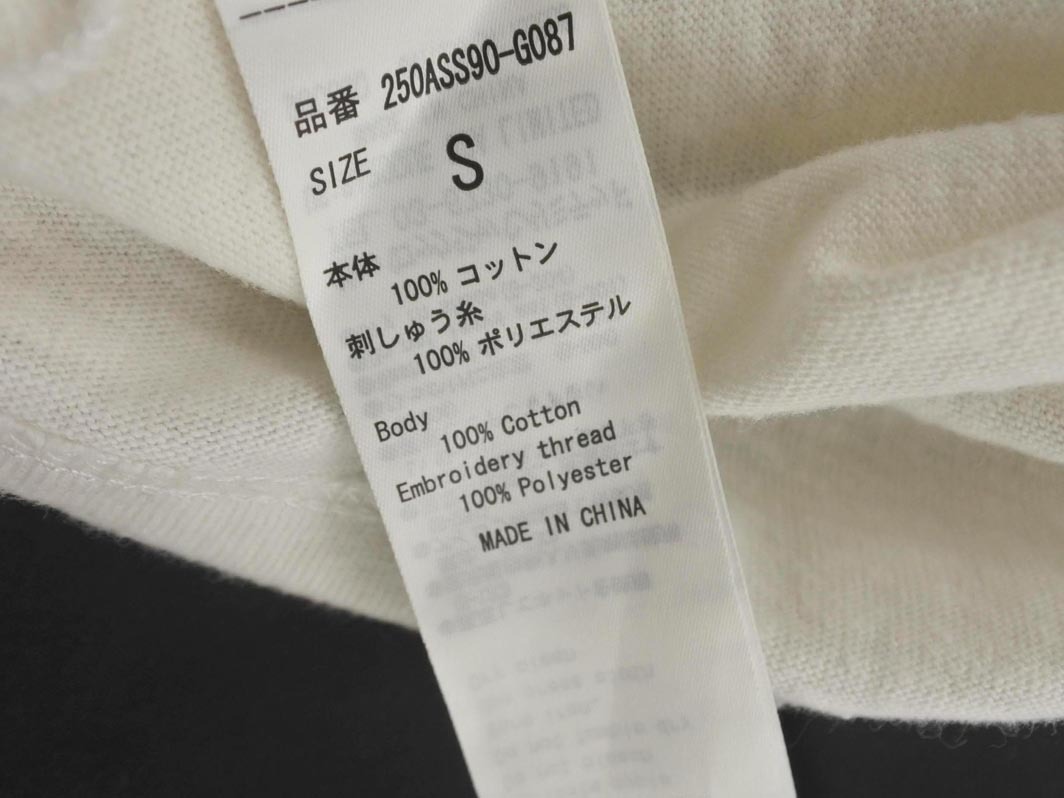 品番 250ASS90-G087
SIZE S
本体
100% コットン
刺しゅう糸
100% ポリエステル
Body
100% Cotton
Embroidery thread
100% Polyester
MADE IN CHINA